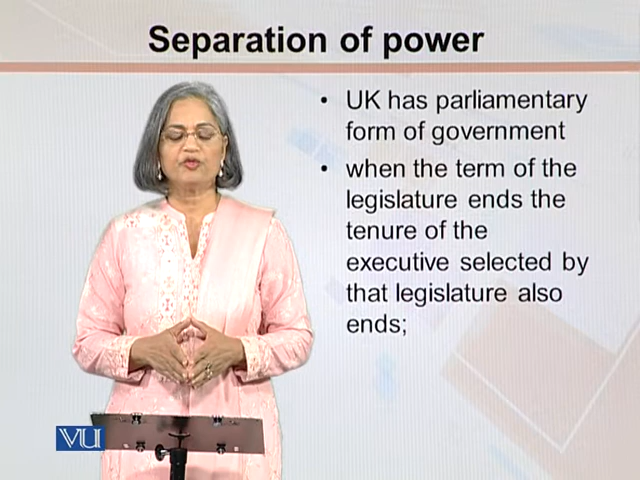 Separation of power
• UK has parliamentary
form of government
• when the term of the
legislature ends the
tenure of the
executive selected by
that legislature also
ends;
VU